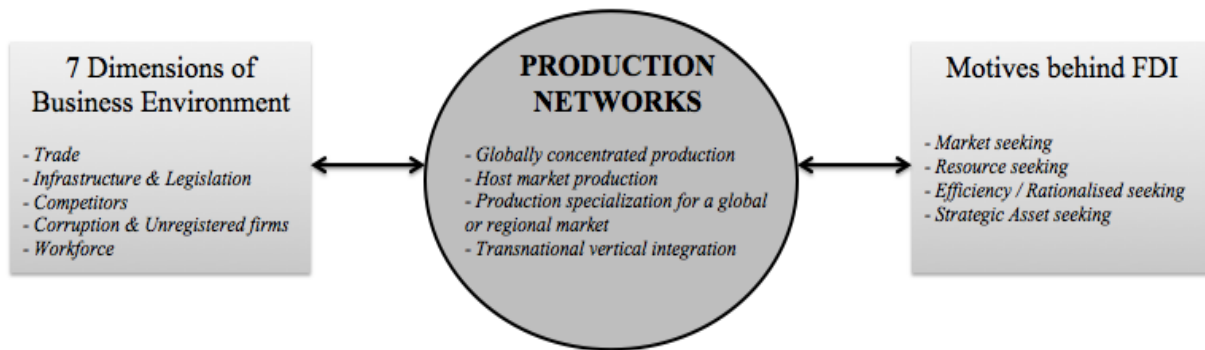 7 Dimensions of
Business Environment
- Trade
- Infrastructure & Legislation
- Competitors
- Corruption & Unregistered firms
- Workforce
PRODUCTION
NETWORKS
- Globally concentrated production
- Host market production
- Production specialization for a global
or regional market
- Transnational vertical integration
Motives behind FDI
- Market seeking
- Resource seeking
- Efficiency / Rationalised seeking
- Strategic Asset seeking